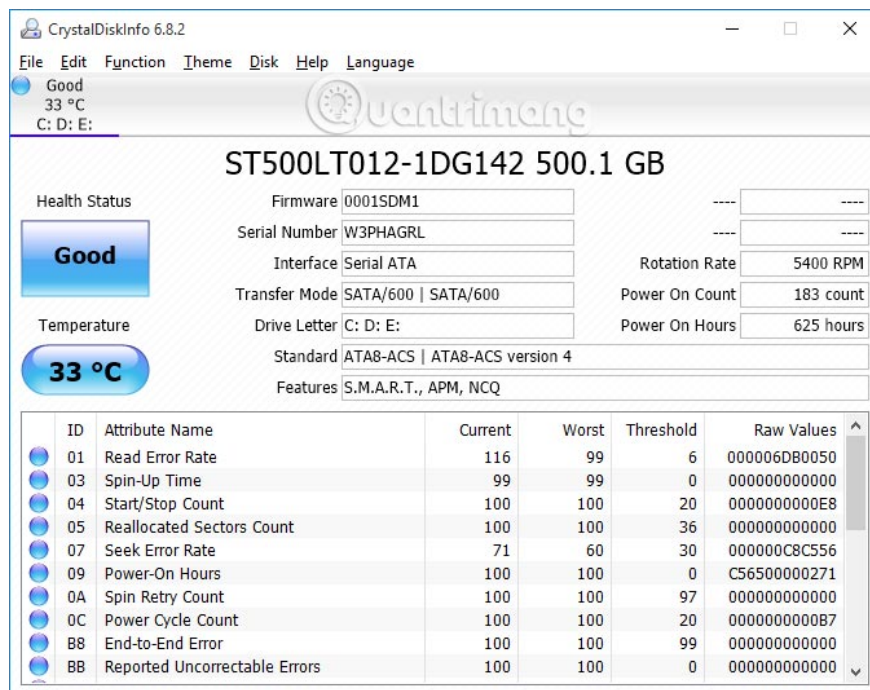 CrystalDiskInfo 6.8.2
File Edit Function Theme Disk Help Language
Good
33 °C
C: D: E:
Quantrimang
ST500LT012-1DG142 500.1 GB
Health Status
Good
Temperature
33 °C
Firmware 0001SDM1
Serial Number W3PHAGRL
Interface Serial ATA
Transfer Mode SATA/600 | SATA/600
Drive Letter C: D: E:
Standard ATA8-ACS | ATA8-ACS version 4
Features S.M.A.R.T., APM, NCQ
---- ----
---- ----
Rotation Rate 5400 RPM
Power On Count 183 count
Power On Hours 625 hours
ID Attribute Name Current Worst Threshold Raw Values
01 Read Error Rate 116 99 6 000006DB0050
03 Spin-Up Time 99 99 0 000000000000
04 Start/Stop Count 100 100 20 0000000000E8
05 Reallocated Sectors Count 100 100 36 000000000000
07 Seek Error Rate 71 60 30 000000C8C556
09 Power-On Hours 100 100 0 C56500000271
0A Spin Retry Count 100 100 97 000000000000
0C Power Cycle Count 100 100 20 0000000000B7
B8 End-to-End Error 100 100 99 000000000000
BB Reported Uncorrectable Errors 100 100 0 000000000000